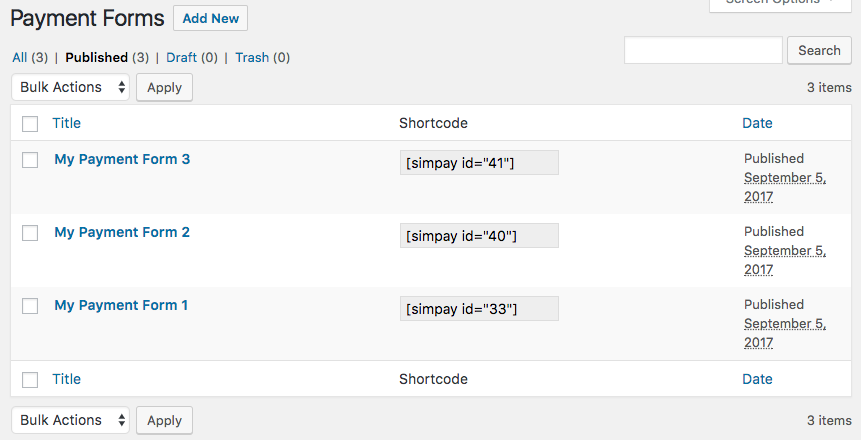 Payment Forms Add New
Screen Options
All (3) | Published (3) | Draft (0) | Trash (0)
Search
Bulk Actions Apply 3 items
Title Shortcode Date
My Payment Form 3 [simpay id="41"] Published
September 5,
2017
My Payment Form 2 [simpay id="40"] Published
September 5,
2017
My Payment Form 1 [simpay id="33"] Published
September 5,
2017
Title Shortcode Date
Bulk Actions Apply 3 items